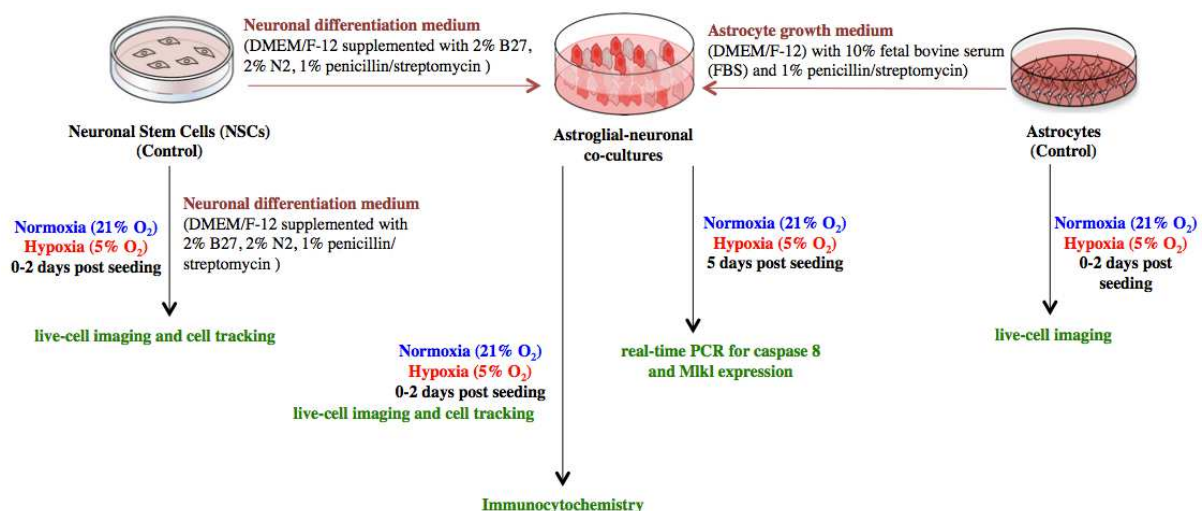 Neuronal differentiation medium
(DMEM/F-12 supplemented with 2% B27,
2% N2, 1% penicillin/streptomycin )
Astrocyte growth medium
(DMEM/F-12) with 10% fetal bovine serum
(FBS) and 1% penicillin/streptomycin)
Neuronal Stem Cells (NSCs)
(Control)
Astroglial-neuronal
co-cultures
Astrocytes
(Control)
Normoxia (21% O₂)
Hypoxia (5% O₂)
0-2 days post seeding
Neuronal differentiation medium
(DMEM/F-12 supplemented with
2% B27, 2% N2, 1% penicillin/
streptomycin )
live-cell imaging and cell tracking
Normoxia (21% O₂)
Hypoxia (5% O₂)
0-2 days post seeding
live-cell imaging and cell tracking
Immunocytochemistry
Normoxia (21% O₂)
Hypoxia (5% O₂)
5 days post seeding
real-time PCR for caspase 8
and Mlkl expression
Normoxia (21% O₂)
Hypoxia (5% O₂)
0-2 days post
seeding
live-cell imaging